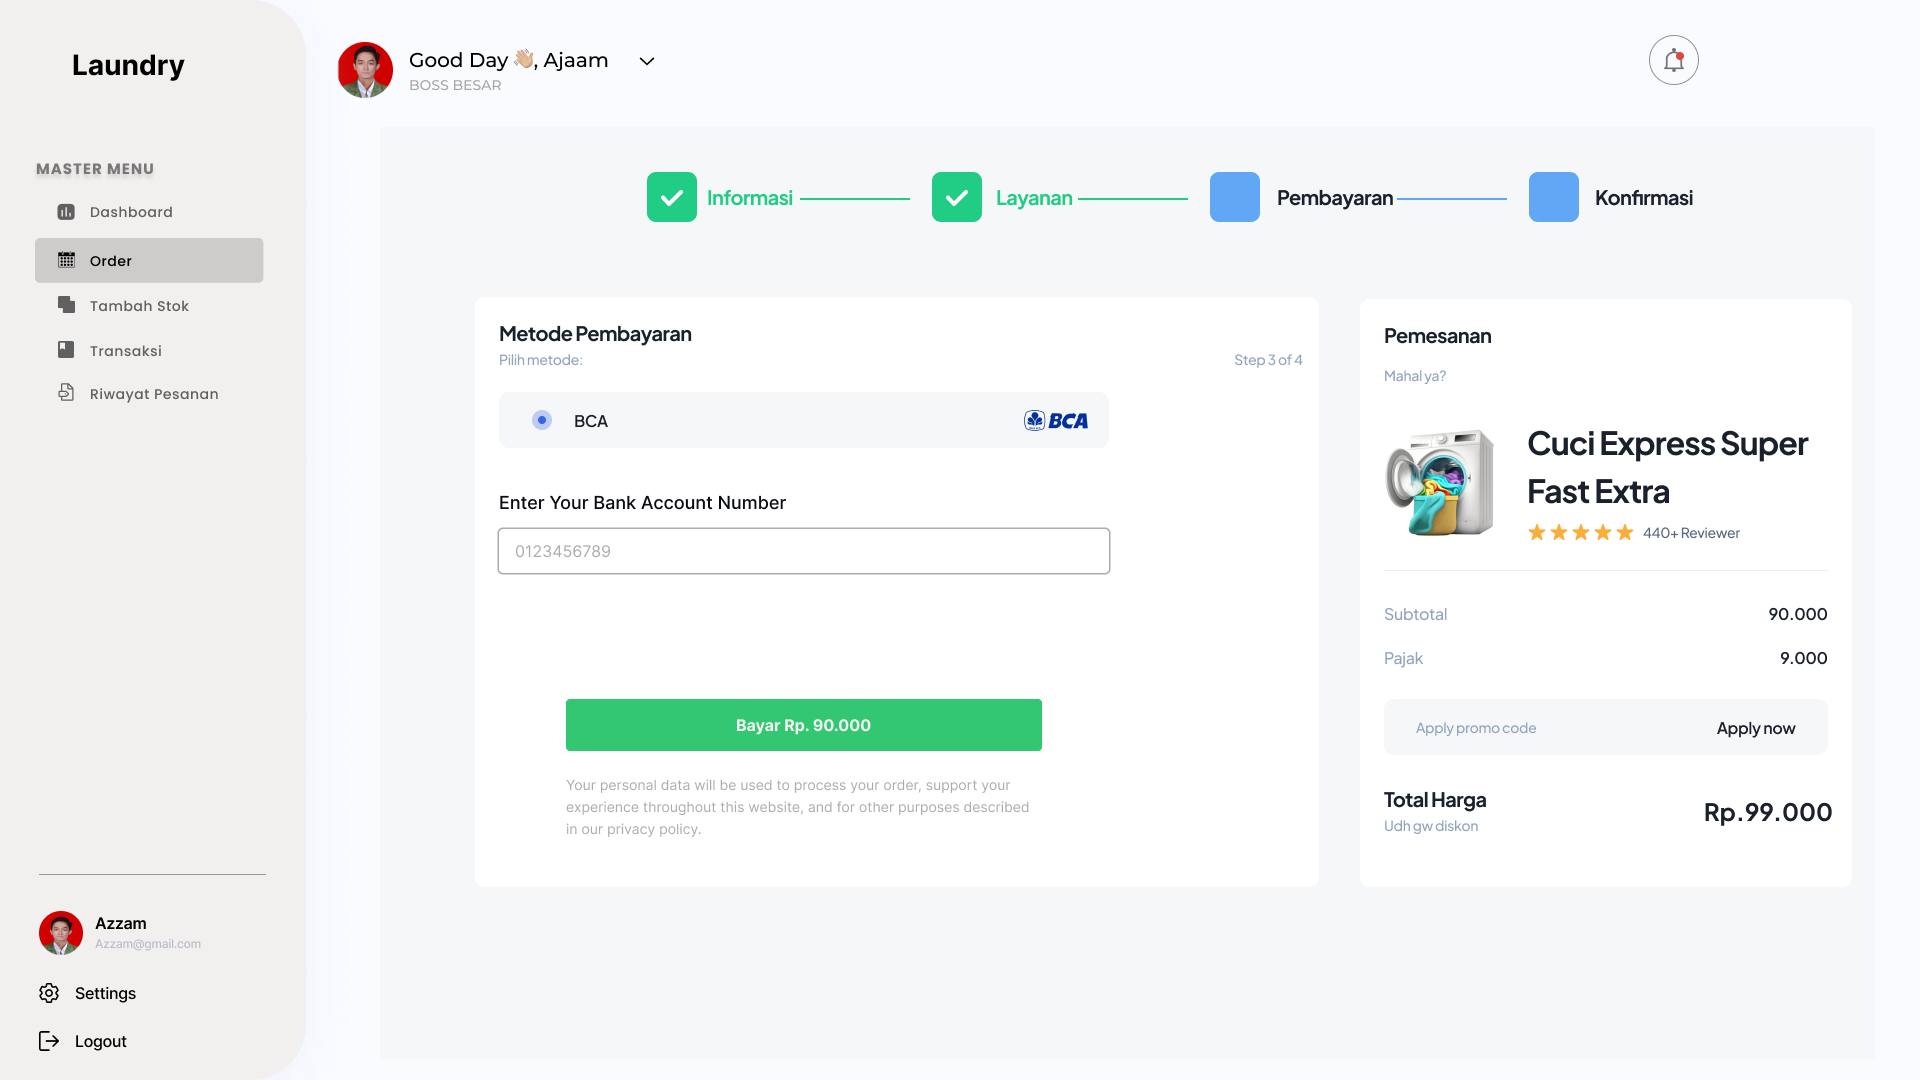 Laundry
MASTER MENU
Dashboard
Order
Tambah Stok
Transaksi
Riwayat Pesanan
Azzam
Azzam@gmail.com
Settings
Logout
Good Day 👋🏼, Ajaam
BOSS BESAR
Informasi
Layanan
Pembayaran
Konfirmasi
Metode Pembayaran
Pilih metode:
Step 3 of 4
BCA
BCA
Enter Your Bank Account Number
0123456789
Bayar Rp. 90.000
Your personal data will be used to process your order, support your
experience throughout this website, and for other purposes described
in our privacy policy.
Pemesanan
Mahal ya?
Cuci Express Super
Fast Extra
440+ Reviewer
Subtotal 90.000
Pajak 9.000
Apply promo code Apply now
Total Harga
Udh gw diskon
Rp.99.000